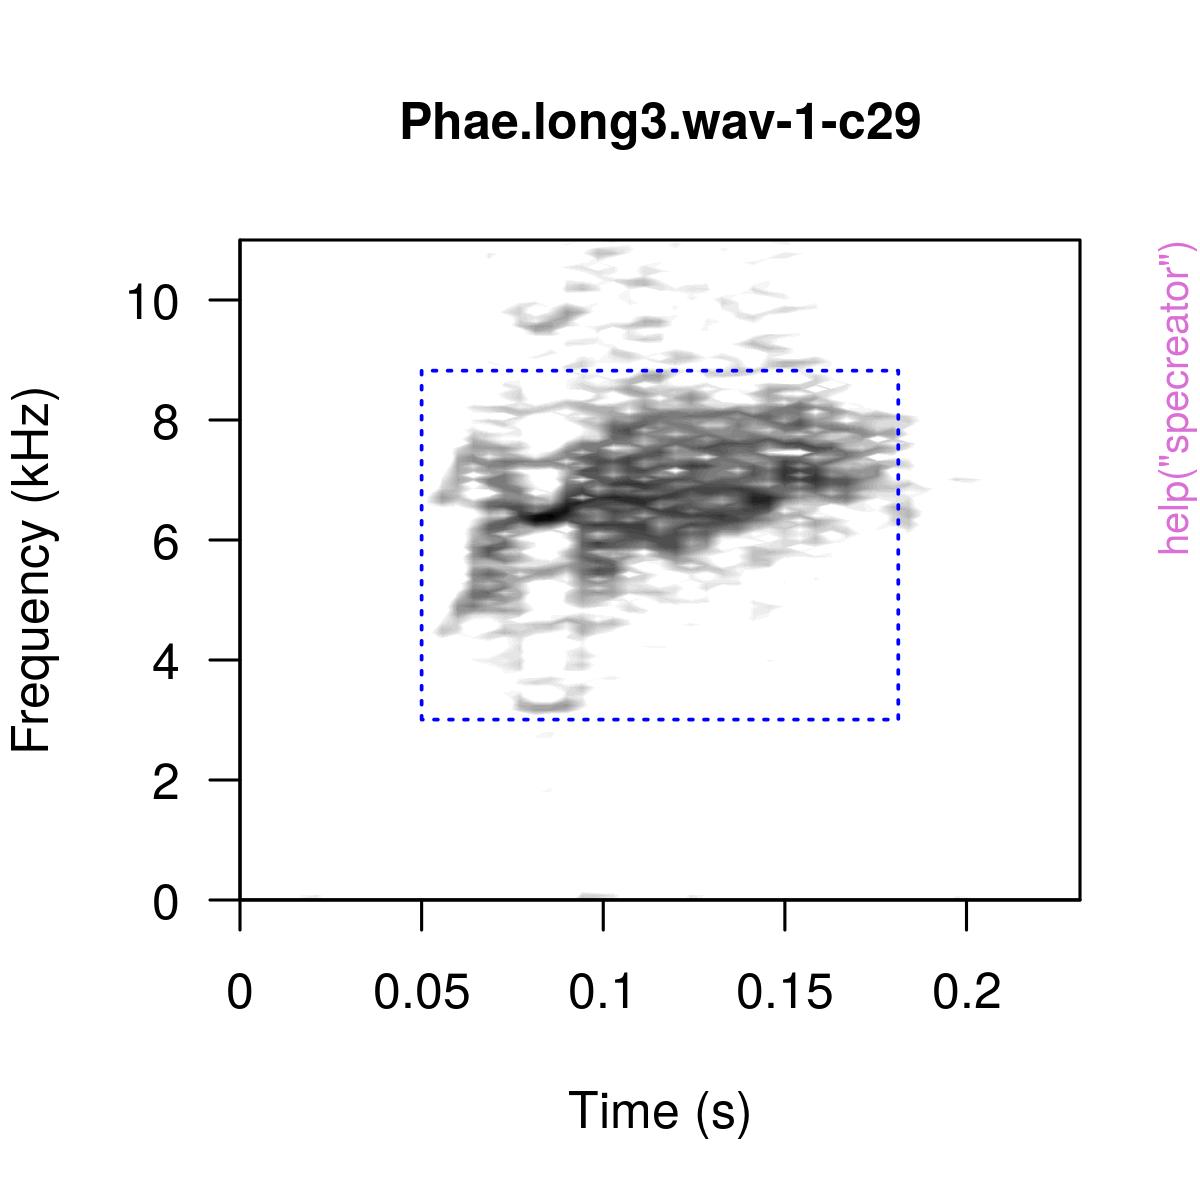 Phae.long3.wav-1-c29
Frequency (kHz)
10
8
6
4
2
0
0 0.05 0.1 0.15 0.2
Time (s)
help("specreator")